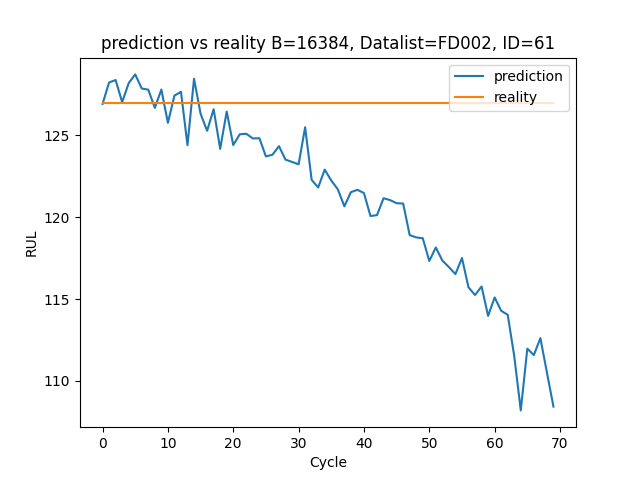 prediction vs reality B=16384, Datalist=FD002, ID=61
prediction
reality
RUL
125
120
115
110
0 10 20 30 40 50 60 70
Cycle